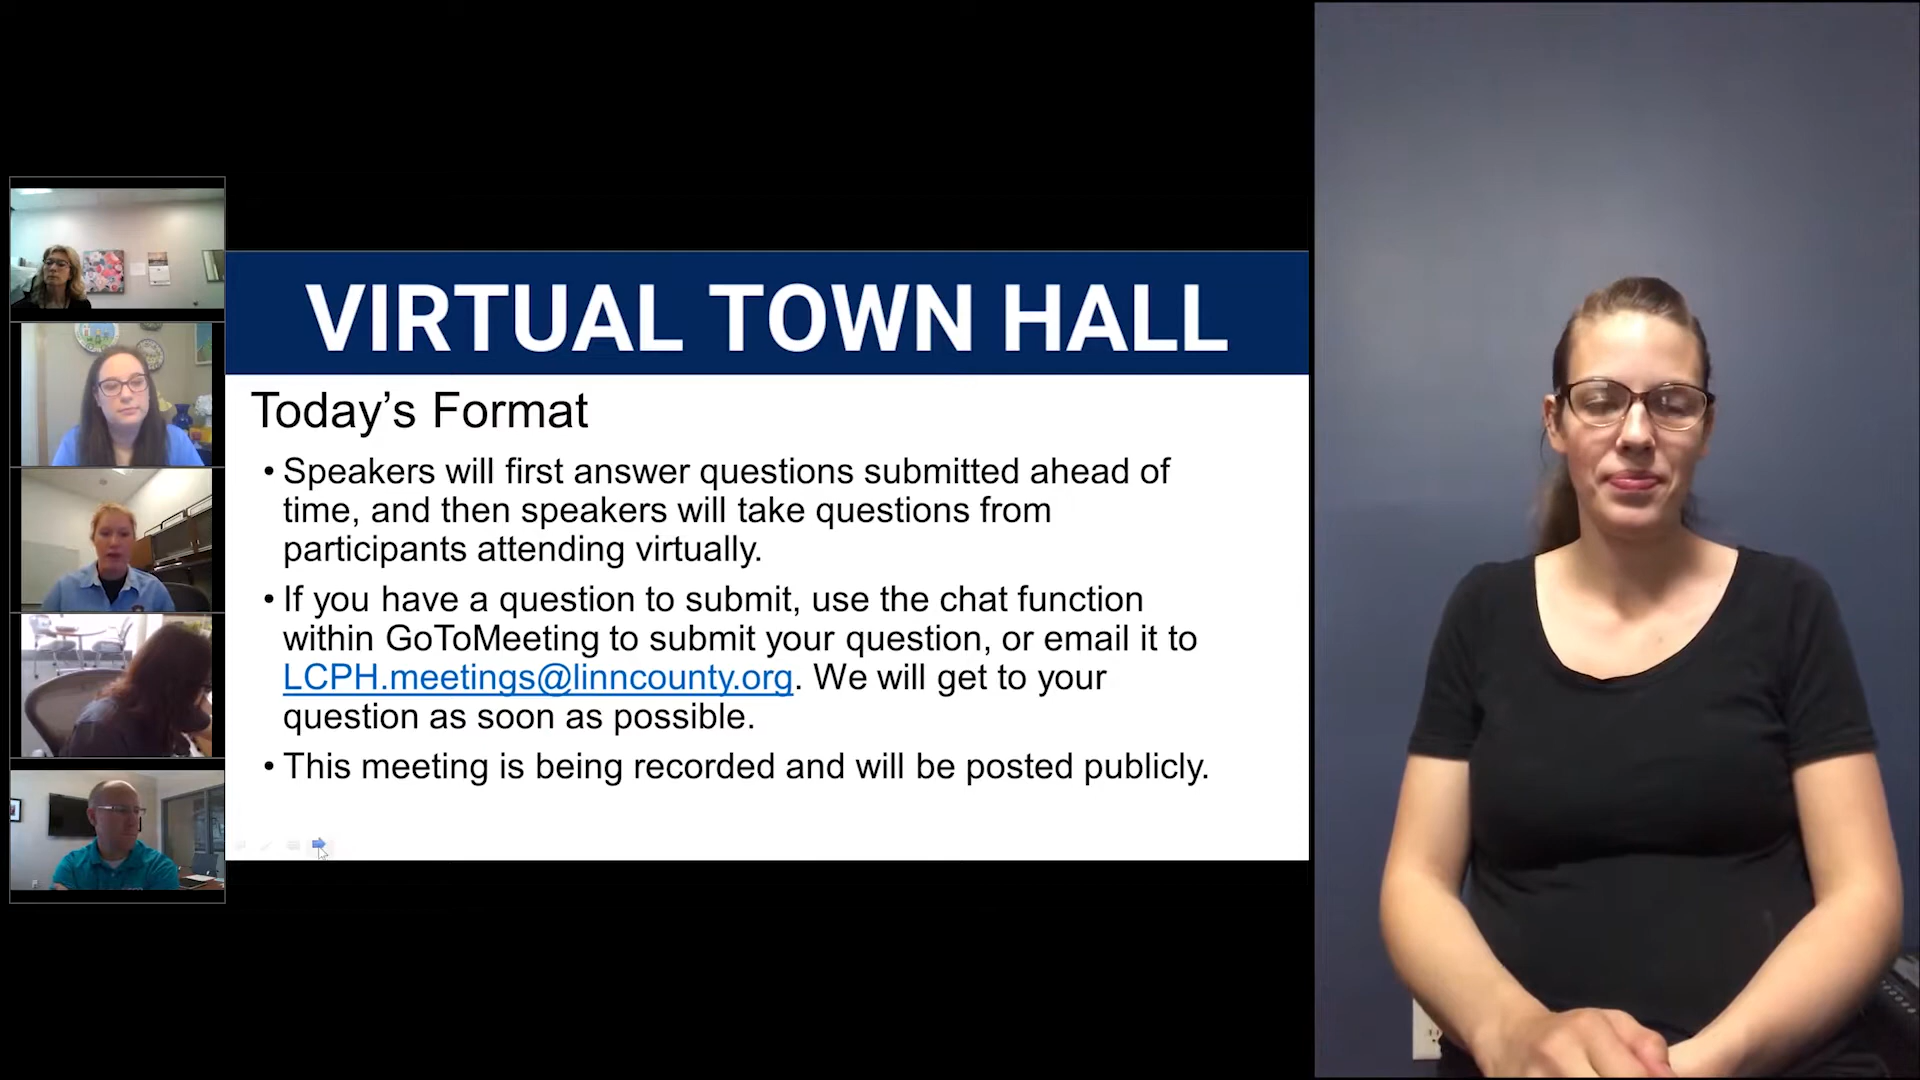 VIRTUAL TOWN HALL
Today's Format
• Speakers will first answer questions submitted ahead of
time, and then speakers will take questions from
participants attending virtually.
• If you have a question to submit, use the chat function
within GoToMeeting to submit your question, or email it to
LCPH.meetings@linncounty.org. We will get to your
question as soon as possible.
• This meeting is being recorded and will be posted publicly.